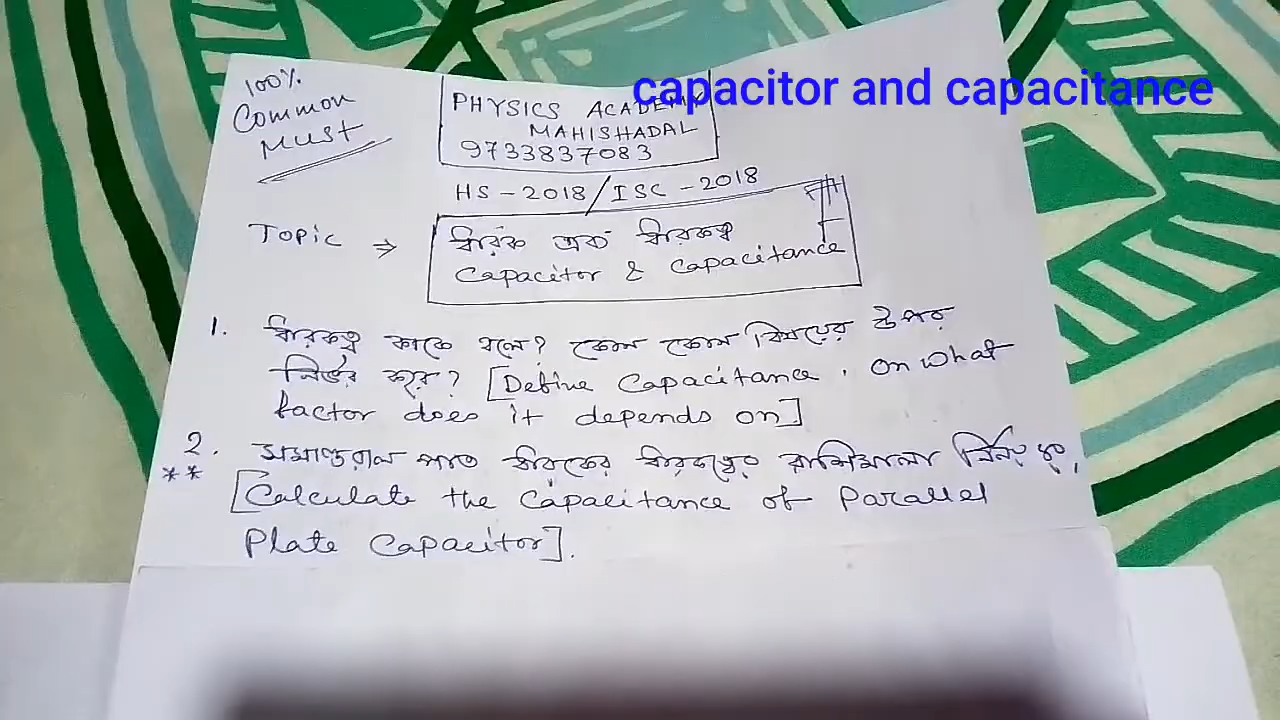 capacitor and capacitance
100%
Common
Must
PHYSICS ACADEMY
MAHISHADAL
9733837083
HS - 2018 / ISC - 2018
Topic ⇒
ধারক এবং ধারকত্ব
Capacitor & Capacitance
1. ধারকত্ব কাকে বলে? কোন কোন বিষয়ের উপর
নির্ভর করে? [Define Capacitance. on what
factor does it depends on]
2. সমান্তরাল পাত ধারকের ধারকত্বের রাশিমালা নির্ণয় কর,
** [Calculate the Capacitance of Parallel
Plate Capacitor].